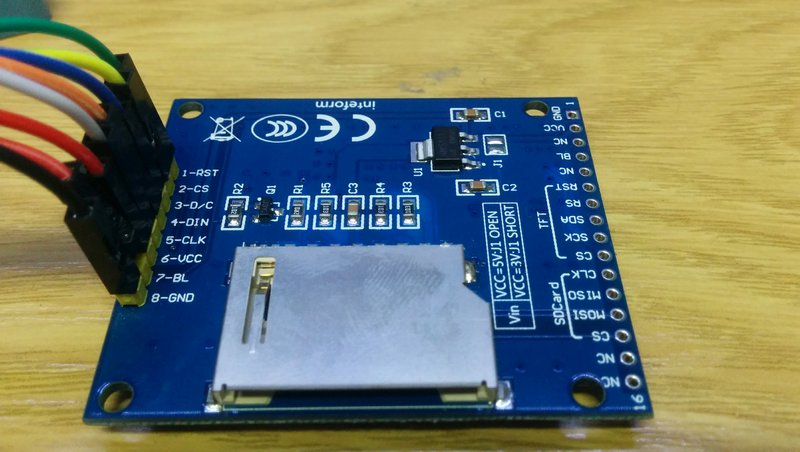 inteform
CE
CCC
1-RST
2-CS
3-D/C
4-DIN
5-CLK
6-VCC
7-BL
8-GND
R2
Q1
R1
R5
C3
R4
R3
U1
C1
J1
C2
Vin
VCC=5V:J1 OPEN
VCC=3V:J1 SHORT
1
GND
VCC
NC
BL
NC
RST
RS
SDA
SCK
CS
TFT
CLK
MISO
MOSI
CS
SDCard
NC
NC
16